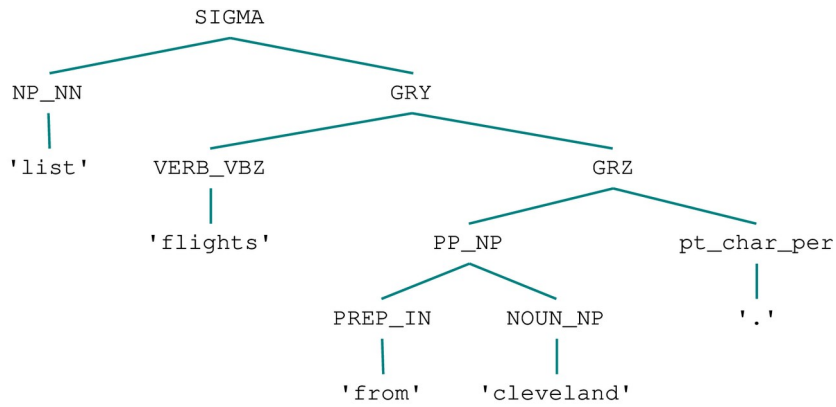 SIGMA
NP_NN GRY
'list' VERB_VBZ GRZ
'flights' PP_NP pt_char_per
PREP_IN NOUN_NP '.'
'from' 'cleveland'